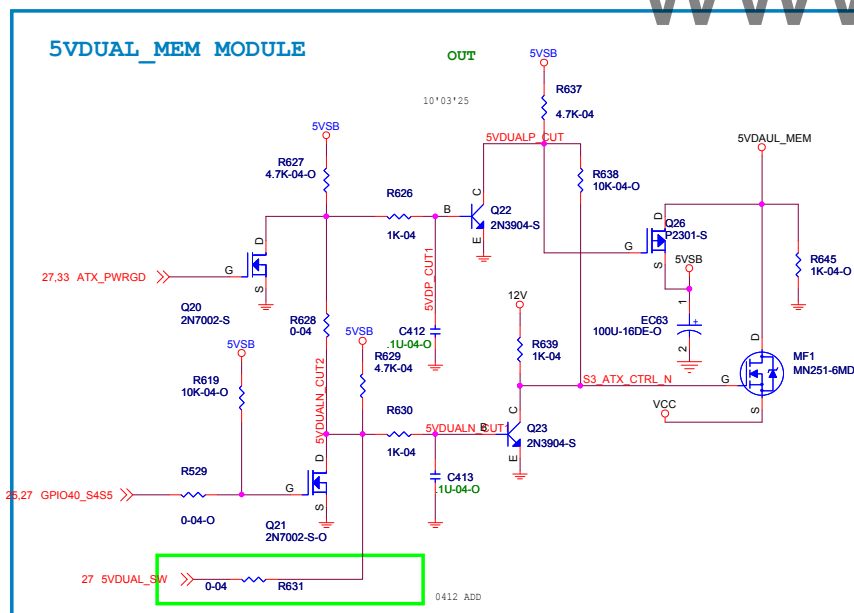 WWW
5VDUAL_MEM MODULE
OUT
10'03'25
5VSB
R637
4.7K-04
5VDUALP_CUT
5VSB
R627
4.7K-04-O
R626
1K-04
B
C
E
Q22
2N3904-S
R638
10K-04-O
5VDAUL_MEM
D
Q26
P2301-S
G
S
5VSB
R645
1K-04-O
27,33 ATX_PWRGD
G
D
S
Q20
2N7002-S
5VDP_CUT1
R628
0-04
5VSB
C412
.1U-04-O
12V
R639
1K-04
1
EC63
100U-16DE-O
2
5VSB
R619
10K-04-O
5VDUALN_CUT2
R629
4.7K-04
S3_ATX_CTRL_N
G
D
S
MF1
MN251-6MD
VCC
R630
1K-04
5VDUALN_CUT1
B
C
E
Q23
2N3904-S
R529
0-04-O
25,27 GPIO40_S4S5
G
D
S
Q21
2N7002-S-O
C413
.1U-04-O
27 5VDUAL_SW
0-04
R631
0412 ADD